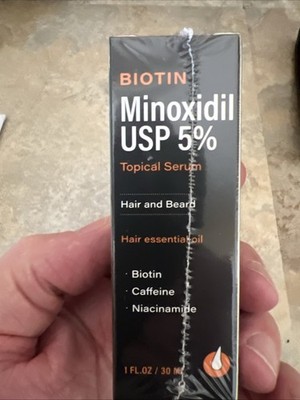 BIOTIN
Minoxidil
USP 5%
Topical Serum
Hair and Beard
Hair essential oil
· Biotin
· Caffeine
· Niacinamide
1 FL.OZ / 30 ML